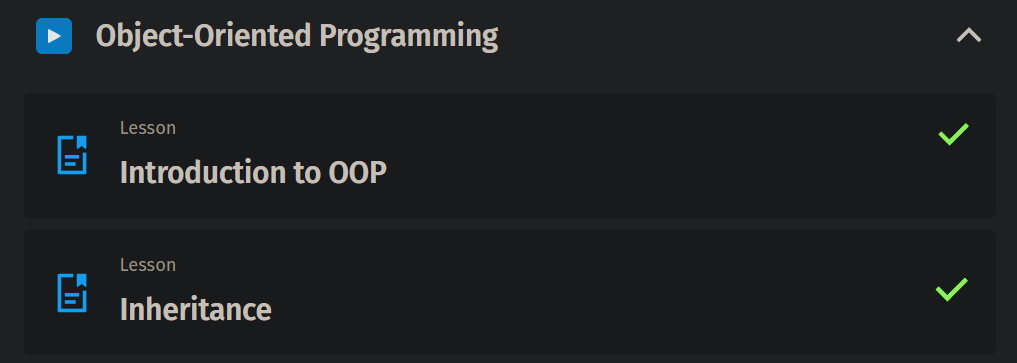 Object-Oriented Programming
Lesson
Introduction to OOP
Lesson
Inheritance